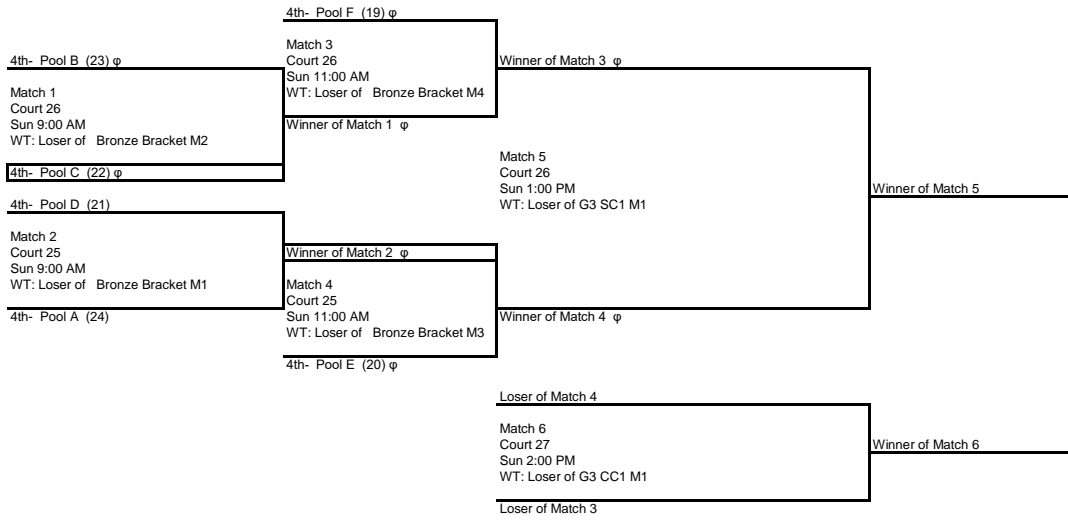 4th-  Pool F  (19) φ
Match 3
Court 26
Sun 11:00 AM
WT: Loser of   Bronze Bracket M4
Winner of Match 1  φ
4th-  Pool B  (23) φ
Match 1
Court 26
Sun 9:00 AM
WT: Loser of   Bronze Bracket M2
4th-  Pool C  (22) φ
4th-  Pool D  (21)
Match 2
Court 25
Sun 9:00 AM
WT: Loser of   Bronze Bracket M1
4th-  Pool A  (24)
Winner of Match 2  φ
Match 4
Court 25
Sun 11:00 AM
WT: Loser of   Bronze Bracket M3
4th-  Pool E  (20) φ
Winner of Match 3  φ
Match 5
Court 26
Sun 1:00 PM
WT: Loser of G3 SC1 M1
Winner of Match 4  φ
Winner of Match 5
Loser of Match 4
Match 6
Court 27
Sun 2:00 PM
WT: Loser of G3 CC1 M1
Loser of Match 3
Winner of Match 6